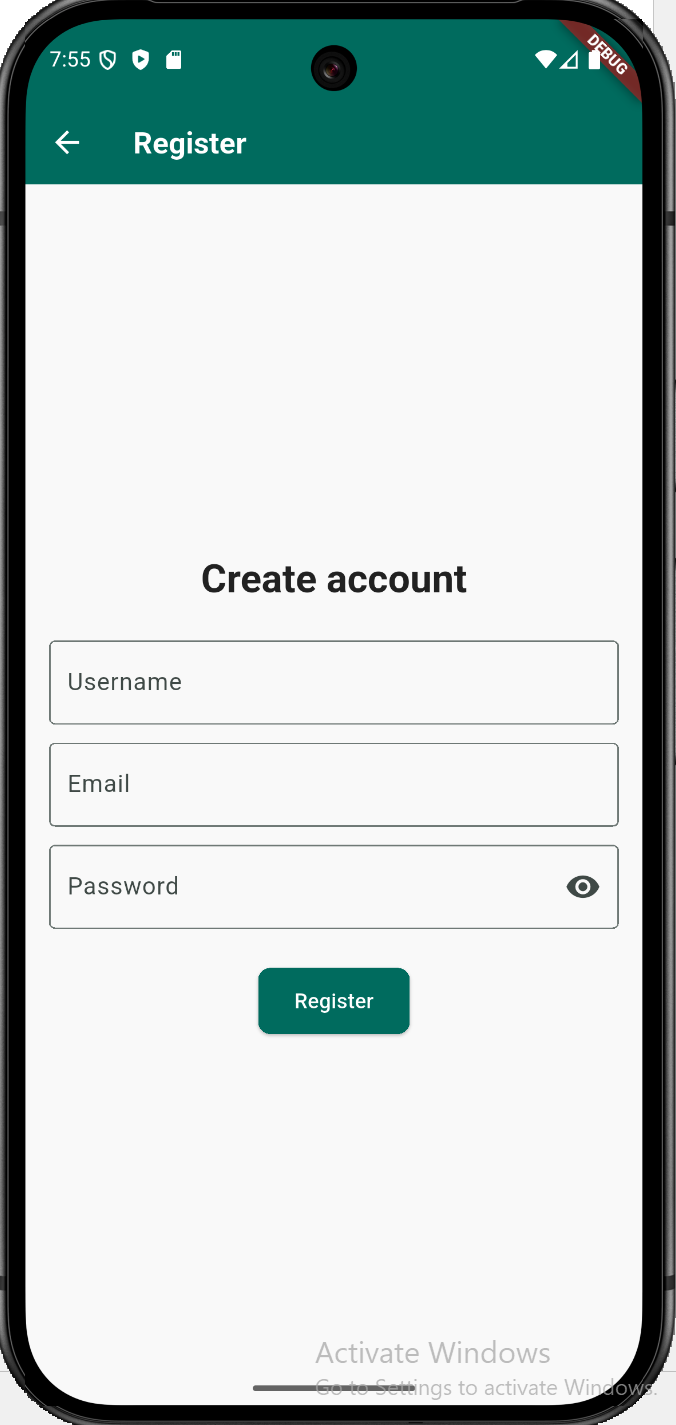 7:55
DEBUG
Register
Create account
Username
Email
Password
Register
Activate Windows
Go to Settings to activate Windows.